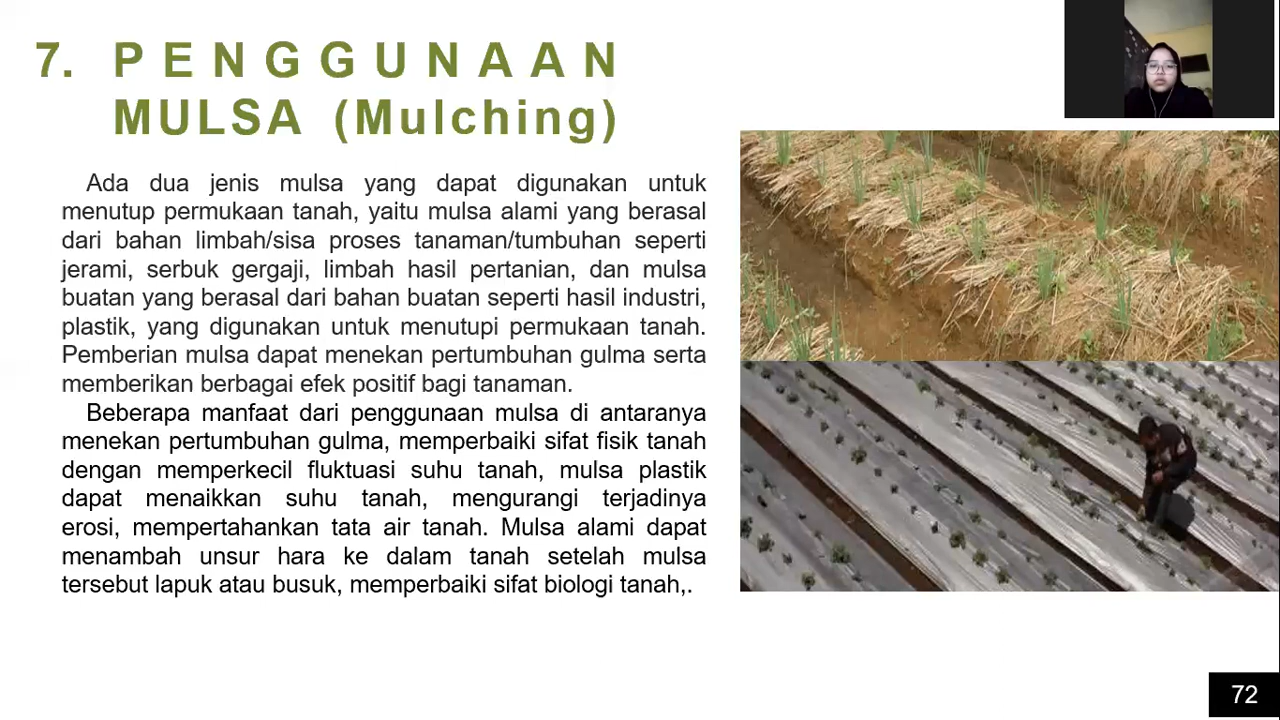 7. PENGGUNAAN
MULSA (Mulching)
Ada dua jenis mulsa yang dapat digunakan untuk
menutup permukaan tanah, yaitu mulsa alami yang berasal
dari bahan limbah/sisa proses tanaman/tumbuhan seperti
jerami, serbuk gergaji, limbah hasil pertanian, dan mulsa
buatan yang berasal dari bahan buatan seperti hasil industri,
plastik, yang digunakan untuk menutupi permukaan tanah.
Pemberian mulsa dapat menekan pertumbuhan gulma serta
memberikan berbagai efek positif bagi tanaman.
Beberapa manfaat dari penggunaan mulsa di antaranya
menekan pertumbuhan gulma, memperbaiki sifat fisik tanah
dengan memperkecil fluktuasi suhu tanah, mulsa plastik
dapat menaikkan suhu tanah, mengurangi terjadinya
erosi, mempertahankan tata air tanah. Mulsa alami dapat
menambah unsur hara ke dalam tanah setelah mulsa
tersebut lapuk atau busuk, memperbaiki sifat biologi tanah,.
72